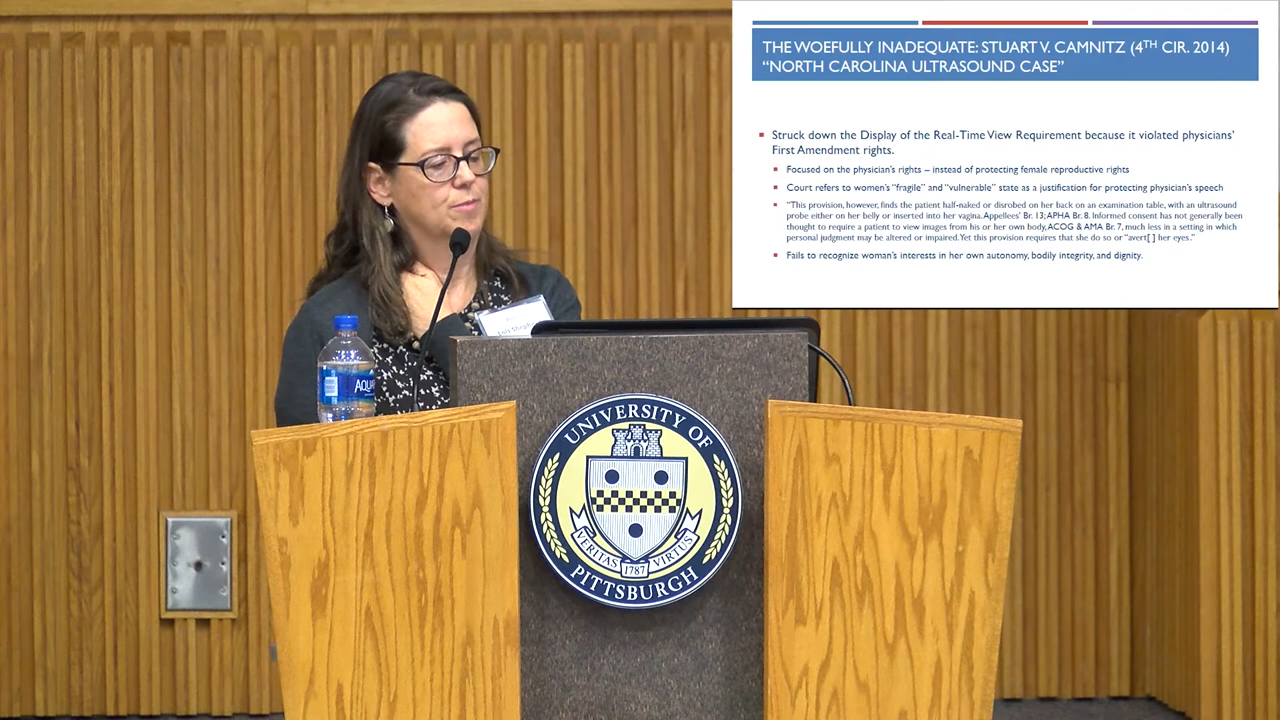 THE WOEFULLY INADEQUATE: STUART V. CAMNITZ (4TH CIR. 2014)
"NORTH CAROLINA ULTRASOUND CASE"
Struck down the Display of the Real-Time View Requirement because it violated physicians'
First Amendment rights.
Focused on the physician's rights – instead of protecting female reproductive rights
Court refers to women's "fragile" and "vulnerable" state as a justification for protecting physician's speech
"This provision, however, finds the patient half-naked or disrobed on her back on an examination table, with an ultrasound
probe either on her belly or inserted into her vagina. Appellees' Br. 13; APHA Br. 8. Informed consent has not generally been
thought to require a patient to view images from his or her own body, ACOG & AMA Br. 7, much less in a setting in which
personal judgment may be altered or impaired. Yet this provision requires that she do so or "avert[ ] her eyes."
Fails to recognize woman's interests in her own autonomy, bodily integrity, and dignity.
UNIVERSITY OF
VERITAS 1787 VIRTUS
PITTSBURGH